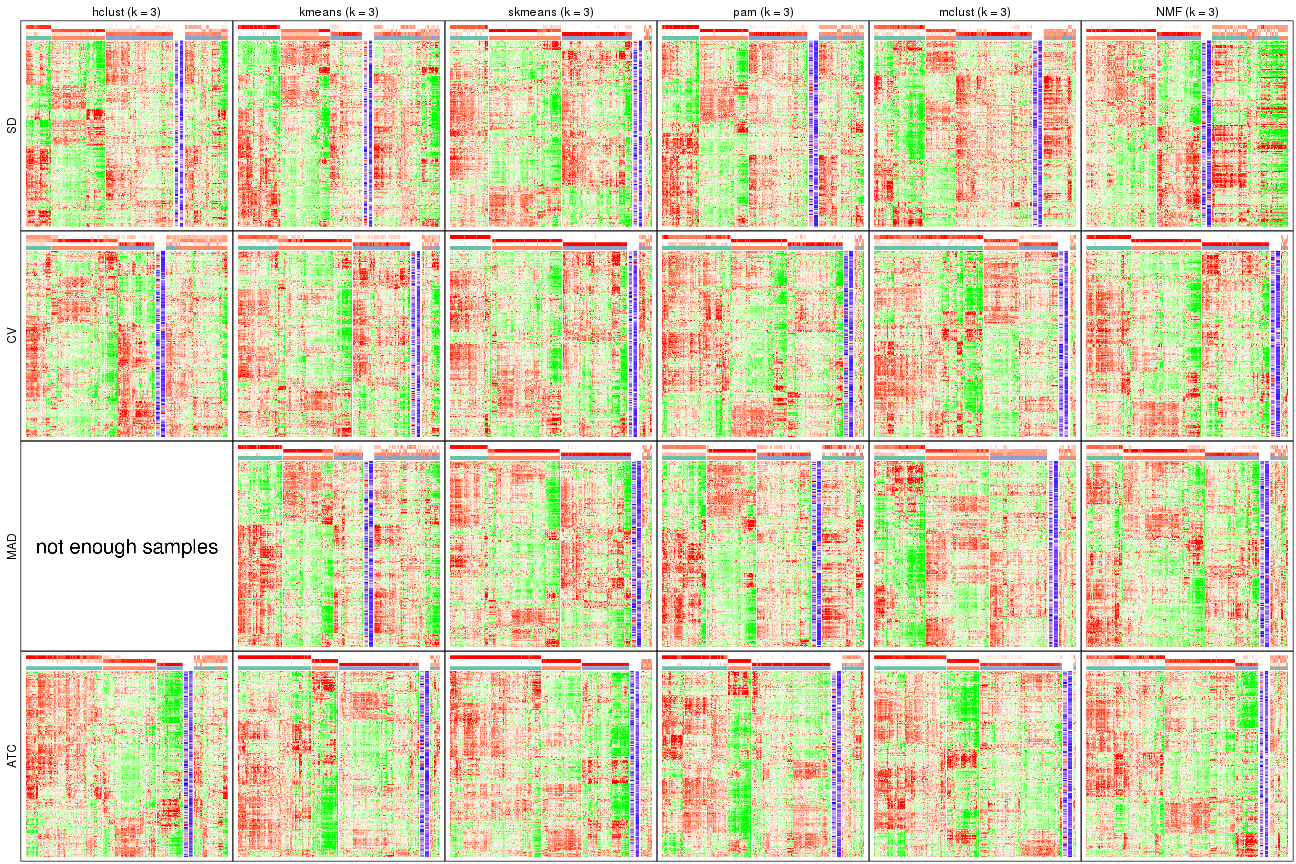 hclust (k = 3)
kmeans (k = 3)
skmeans (k = 3)
pam (k = 3)
mclust (k = 3)
NMF (k = 3)
SD
CV
MAD
not enough samples
ATC